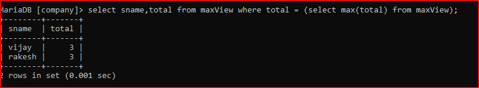 MariaDB [company]> select sname,total from maxView where total = (select max(total) from maxView);
+--------+-------+
| sname  | total |
+--------+-------+
| vijay  |     3 |
| rakesh |     3 |
+--------+-------+
2 rows in set (0.001 sec)